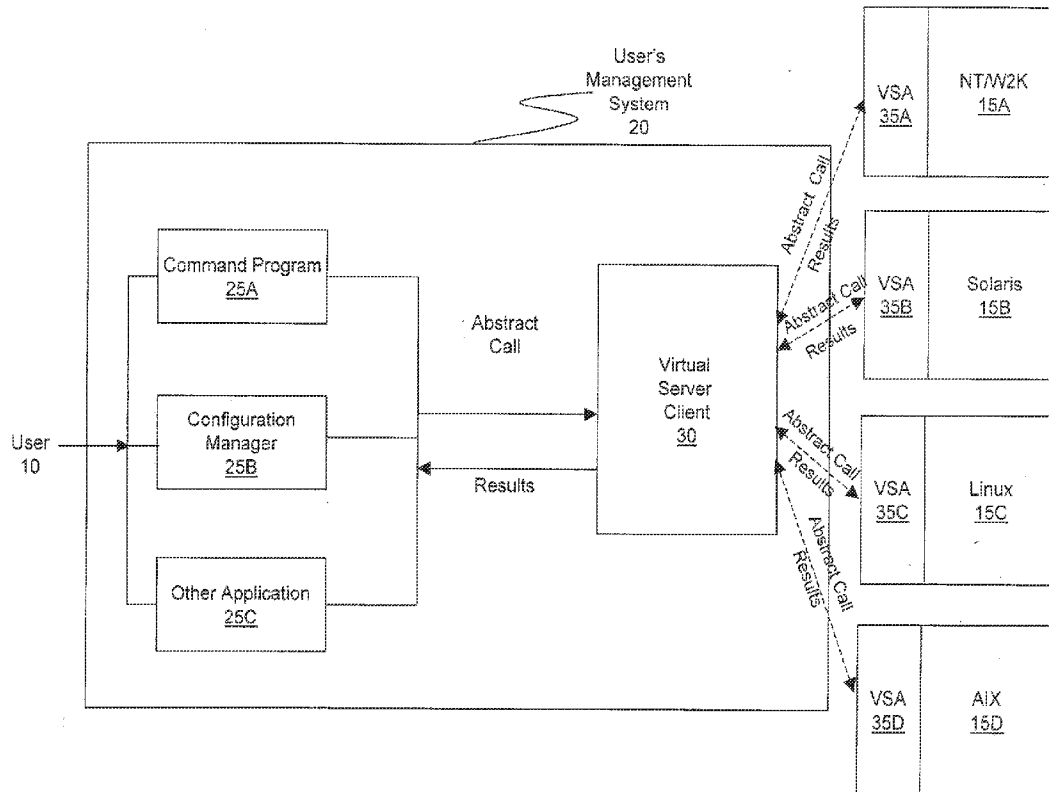 User's
Management
System
20
VSA
35A
NT/W2K
15A
Abstract Call
Results
Command Program
25A
Abstract
Call
Virtual
Server
Client
30
VSA
35B
Solaris
15B
Abstract Call
Results
User
10
Configuration
Manager
25B
Results
Abstract Call
Results
VSA
35C
Linux
15C
Other Application
25C
Abstract Call
Results
VSA
35D
AIX
15D